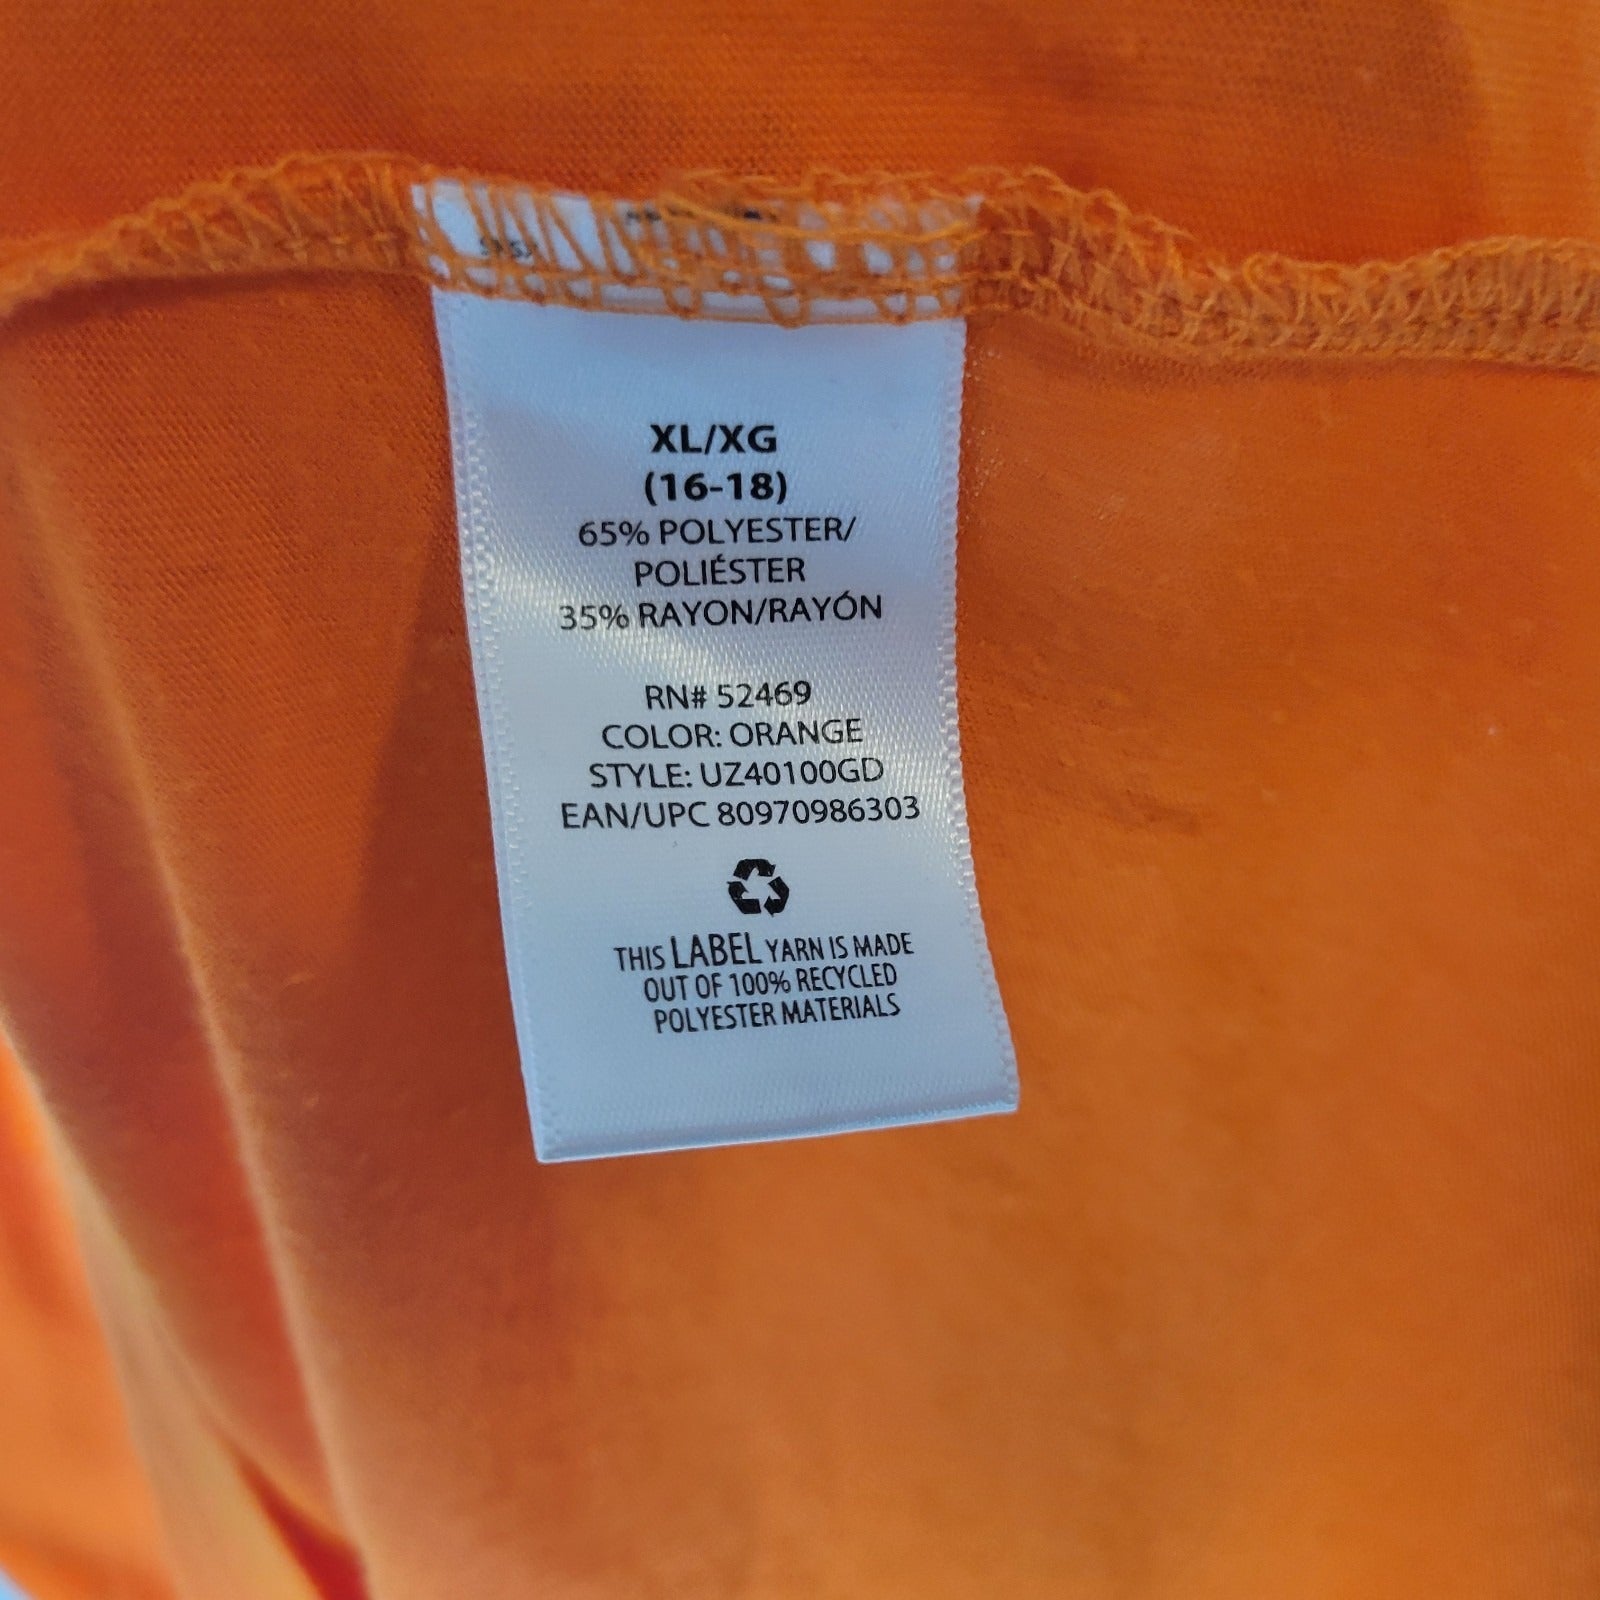 XL/XG
(16-18)
65% POLYESTER/
POLIÉSTER
35% RAYON/RAYÓN
RN# 52469
COLOR: ORANGE
STYLE: UZ40100GD
EAN/UPC 80970986303
THIS LABEL YARN IS MADE
OUT OF 100% RECYCLED
POLYESTER MATERIALS